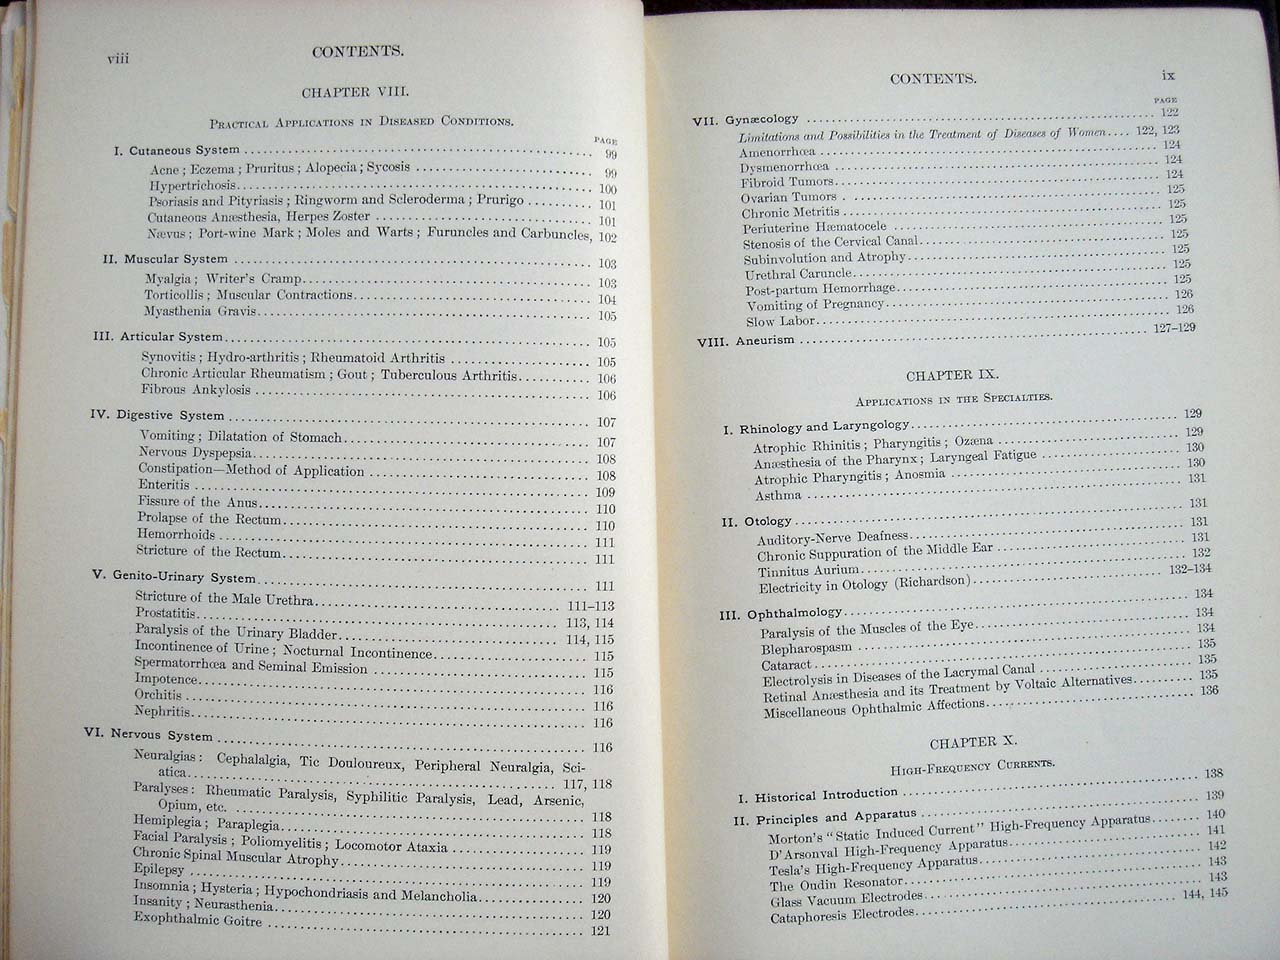 viii
CONTENTS.
CHAPTER VIII.
PRACTICAL APPLICATIONS IN DISEASED CONDITIONS.
PAGE
I. Cutaneous System 99
Acne; Eczema; Pruritus; Alopecia; Sycosis 99
Hypertrichosis 100
Psoriasis and Pityriasis; Ringworm and Scleroderma; Prurigo 101
Cutaneous Anæsthesia, Herpes Zoster 101
Nævus; Port-wine Mark; Moles and Warts; Furuncles and Carbuncles, 102
II. Muscular System 103
Myalgia; Writer's Cramp 103
Torticollis; Muscular Contractions 104
Myasthenia Gravis 105
III. Articular System 105
Synovitis; Hydro-arthritis; Rheumatoid Arthritis 105
Chronic Articular Rheumatism; Gout; Tuberculous Arthritis 106
Fibrous Ankylosis 106
IV. Digestive System 107
Vomiting; Dilatation of Stomach 107
Nervous Dyspepsia 108
Constipation—Method of Application 108
Enteritis 109
Fissure of the Anus 110
Prolapse of the Rectum 110
Hemorrhoids 111
Stricture of the Rectum 111
V. Genito-Urinary System 111
Stricture of the Male Urethra 111–113
Prostatitis 113, 114
Paralysis of the Urinary Bladder 114, 115
Incontinence of Urine; Nocturnal Incontinence 115
Spermatorrhœa and Seminal Emission 115
Impotence 116
Orchitis 116
Nephritis 116
VI. Nervous System 116
Neuralgias: Cephalalgia, Tic Douloureux, Peripheral Neuralgia, Sci-
atica 117, 118
Paralyses: Rheumatic Paralysis, Syphilitic Paralysis, Lead, Arsenic,
Opium, etc. 118
Hemiplegia; Paraplegia 118
Facial Paralysis; Poliomyelitis; Locomotor Ataxia 119
Chronic Spinal Muscular Atrophy 119
Epilepsy 119
Insomnia; Hysteria; Hypochondriasis and Melancholia 120
Insanity; Neurasthenia 120
Exophthalmic Goitre 121
CONTENTS.
ix
PAGE
VII. Gynæcology 122
Limitations and Possibilities in the Treatment of Diseases of Women 122, 123
Amenorrhœa 124
Dysmenorrhœa 124
Fibroid Tumors 124
Ovarian Tumors 125
Chronic Metritis 125
Periuterine Hæmatocele 125
Stenosis of the Cervical Canal 125
Subinvolution and Atrophy 125
Urethral Caruncle 125
Post-partum Hemorrhage 125
Vomiting of Pregnancy 126
Slow Labor 126
VIII. Aneurism 127–129
CHAPTER IX.
APPLICATIONS IN THE SPECIALTIES.
I. Rhinology and Laryngology 129
Atrophic Rhinitis; Pharyngitis; Ozæna 129
Anæsthesia of the Pharynx; Laryngeal Fatigue 130
Atrophic Pharyngitis; Anosmia 130
Asthma 131
II. Otology 131
Auditory-Nerve Deafness 131
Chronic Suppuration of the Middle Ear 131
Tinnitus Aurium 132
Electricity in Otology (Richardson) 132–134
III. Ophthalmology 134
Paralysis of the Muscles of the Eye 134
Blepharospasm 134
Cataract 135
Electrolysis in Diseases of the Lacrymal Canal 135
Retinal Anæsthesia and its Treatment by Voltaic Alternatives 135
Miscellaneous Ophthalmic Affections 136
CHAPTER X.
HIGH-FREQUENCY CURRENTS.
I. Historical Introduction 138
II. Principles and Apparatus 139
Morton's "Static Induced Current" High-Frequency Apparatus 140
D'Arsonval High-Frequency Apparatus 141
Tesla's High-Frequency Apparatus 142
The Oudin Resonator 143
Glass Vacuum Electrodes 143
Cataphoresis Electrodes 144, 145